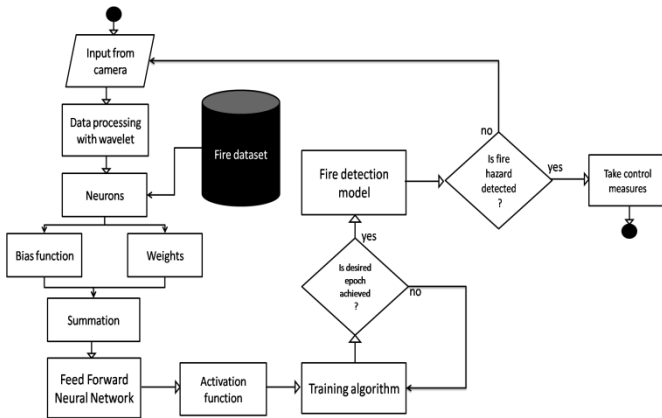 Input from
camera
Data processing
with wavelet
Fire dataset
Neurons
Bias function
Weights
Summation
Feed Forward
Neural Network
Activation
function
Training algorithm
Is desired
epoch
achieved
?
yes
no
Fire detection
model
Is fire
hazard
detected
?
no
yes
Take control
measures